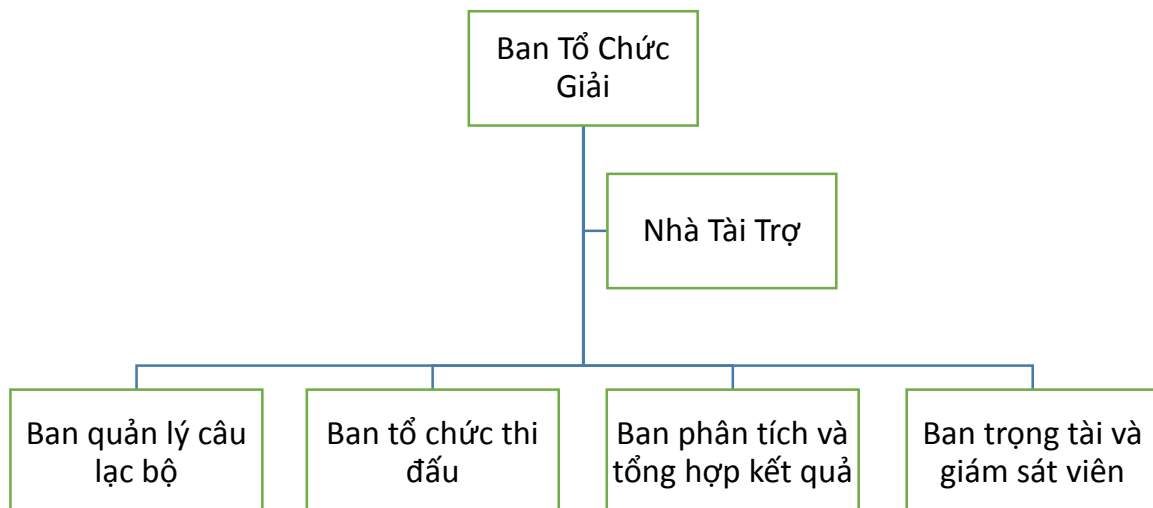 Ban Tổ Chức
Giải
Nhà Tài Trợ
Ban quản lý câu
lạc bộ
Ban tổ chức thi
đấu
Ban phân tích và
tổng hợp kết quả
Ban trọng tài và
giám sát viên